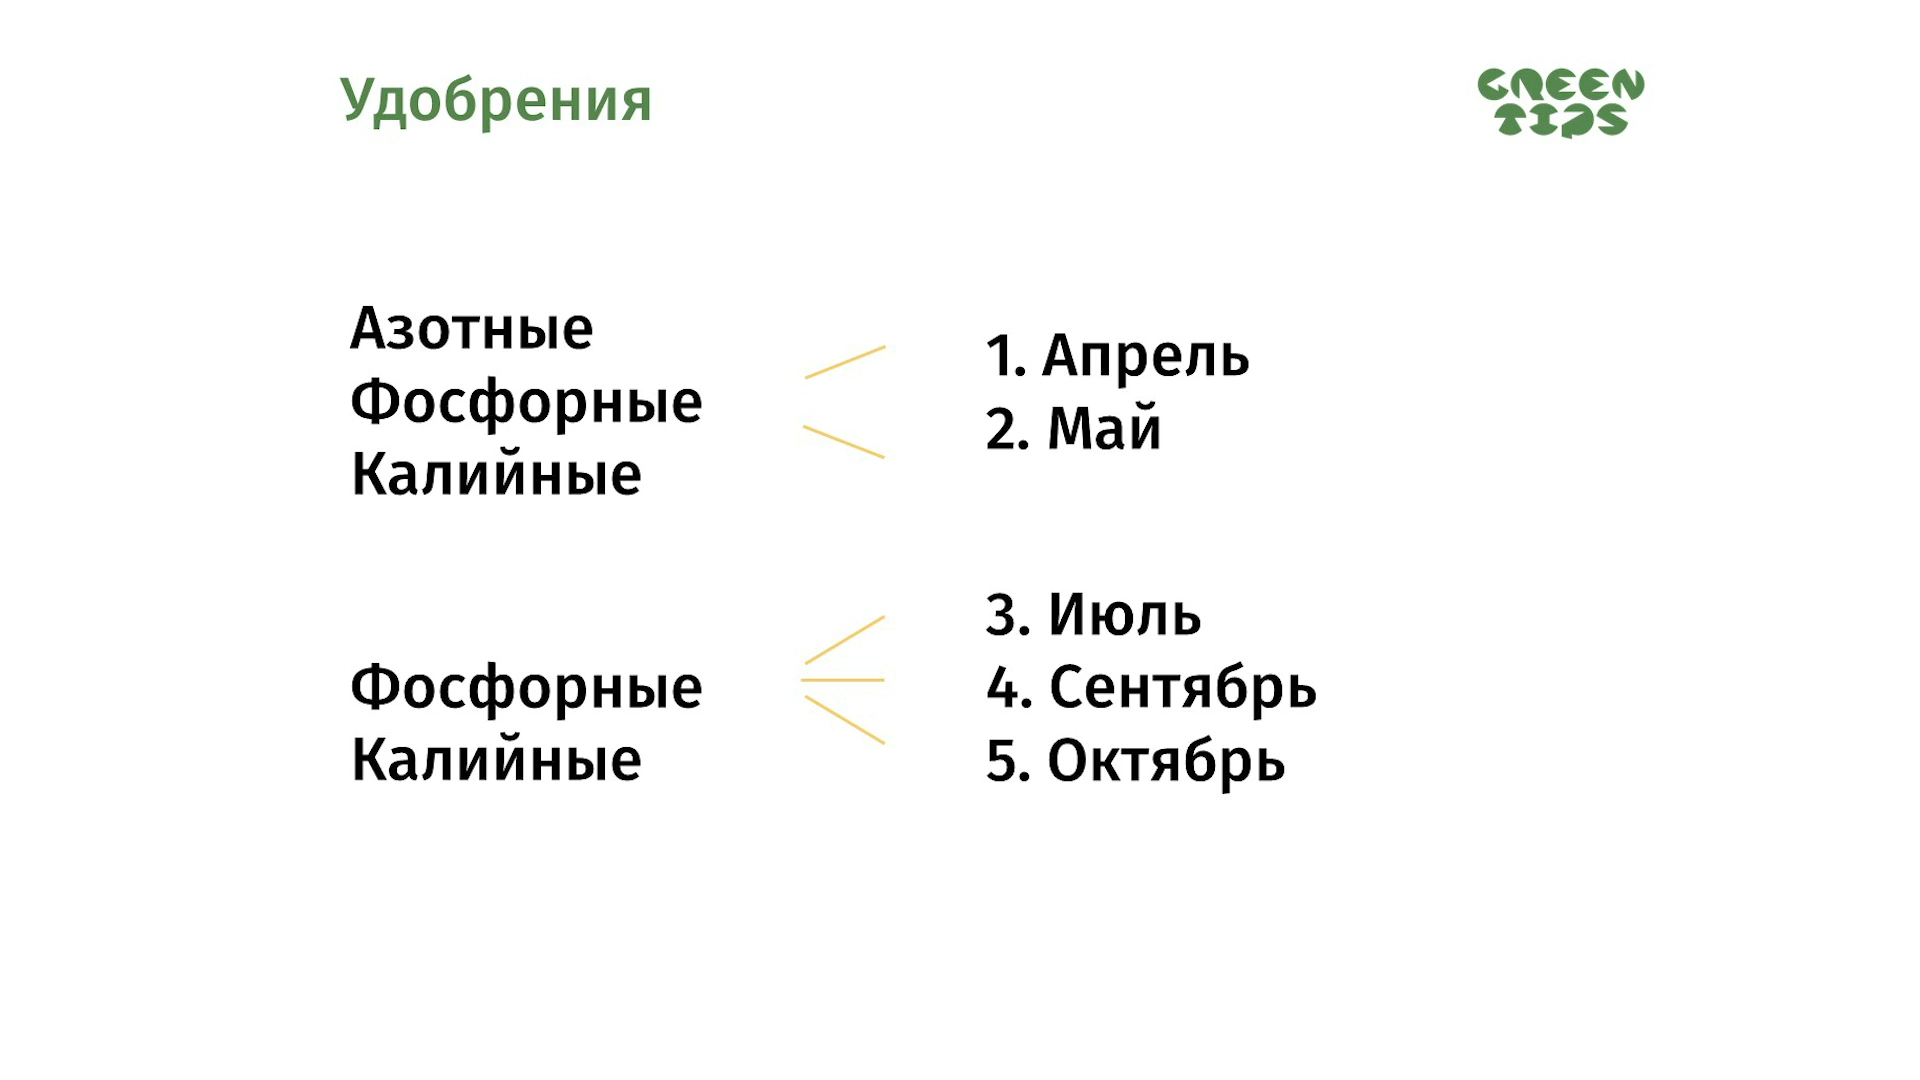 Удобрения
GREEN
TIPS
Азотные
Фосфорные
Калийные
1. Апрель
2. Май
Фосфорные
Калийные
3. Июль
4. Сентябрь
5. Октябрь